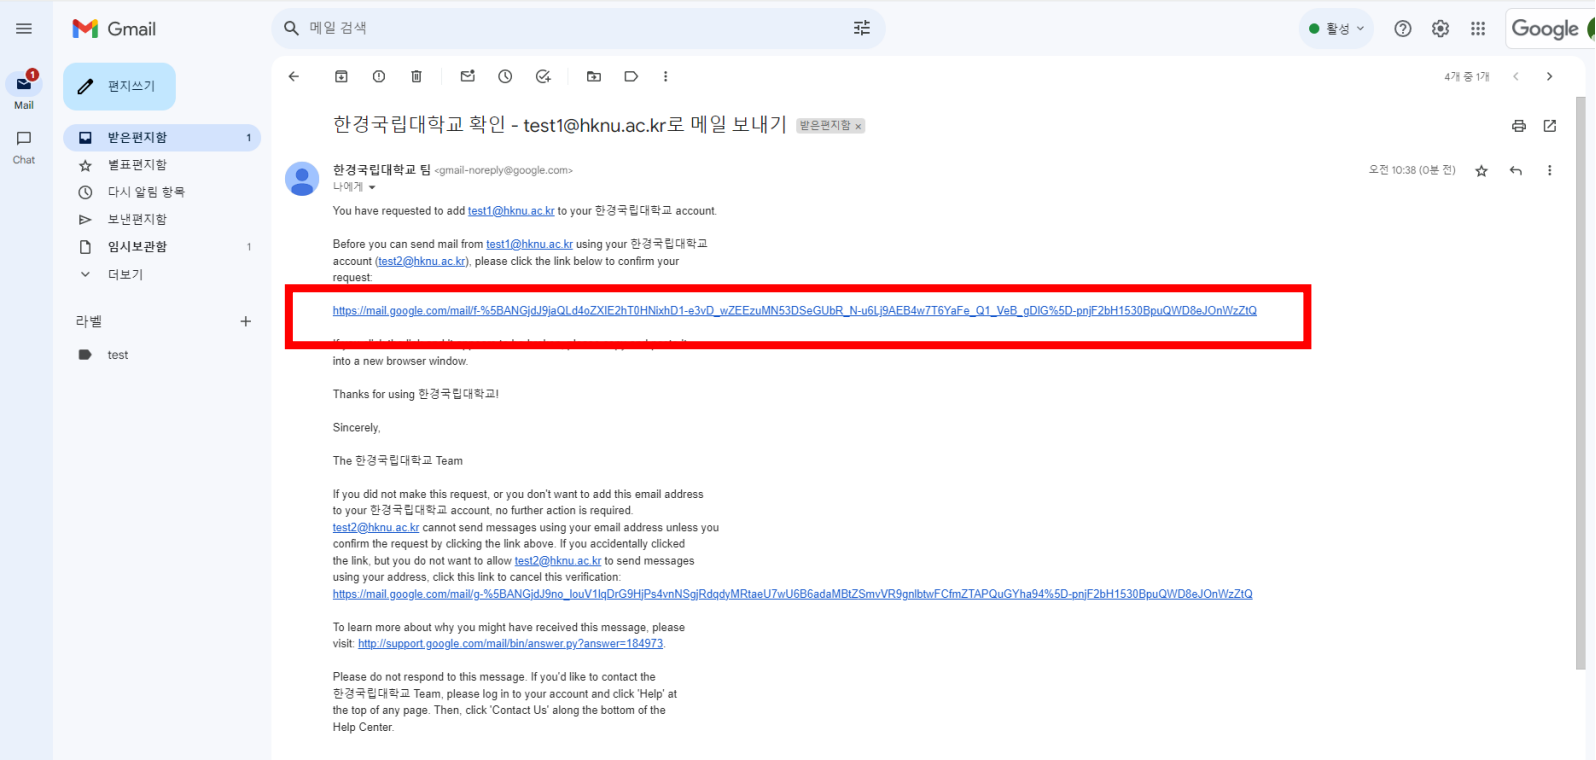 Gmail
메일 검색
활성
Google
1
Mail
Chat
편지쓰기
받은편지함 1
별표편지함
다시 알림 항목
보낸편지함
임시보관함 1
더보기
라벨
test
4개 중 1개
한경국립대학교 확인 - test1@hknu.ac.kr로 메일 보내기 받은편지함 ×
한경국립대학교 팀 <gmail-noreply@google.com>
오전 10:38 (0분 전)
나에게
You have requested to add test1@hknu.ac.kr to your 한경국립대학교 account.
Before you can send mail from test1@hknu.ac.kr using your 한경국립대학교
account (test2@hknu.ac.kr), please click the link below to confirm your
request:
https://mail.google.com/mail/f-%5BANGjdJ9jaQLd4oZXIE2hT0HNixhD1-e3vD_wZEEzuMN53DSeGUbR_N-u6Lj9AEB4w7T6YaFe_Q1_VeB_gDIG%5D-pnjF2bH1530BpuQWD8eJOnWzZtQ
into a new browser window.
Thanks for using 한경국립대학교!
Sincerely,
The 한경국립대학교 Team
If you did not make this request, or you don't want to add this email address
to your 한경국립대학교 account, no further action is required.
test2@hknu.ac.kr cannot send messages using your email address unless you
confirm the request by clicking the link above. If you accidentally clicked
the link, but you do not want to allow test2@hknu.ac.kr to send messages
using your address, click this link to cancel this verification:
https://mail.google.com/mail/g-%5BANGjdJ9no_IouV1lqDrG9HjPs4vnNSgjRdqdyMRtaeU7wU6B6adaMBtZSmvVR9gnlbtwFCfmZTAPQuGYha94%5D-pnjF2bH1530BpuQWD8eJOnWzZtQ
To learn more about why you might have received this message, please
visit: http://support.google.com/mail/bin/answer.py?answer=184973.
Please do not respond to this message. If you'd like to contact the
한경국립대학교 Team, please log in to your account and click 'Help' at
the top of any page. Then, click 'Contact Us' along the bottom of the
Help Center.